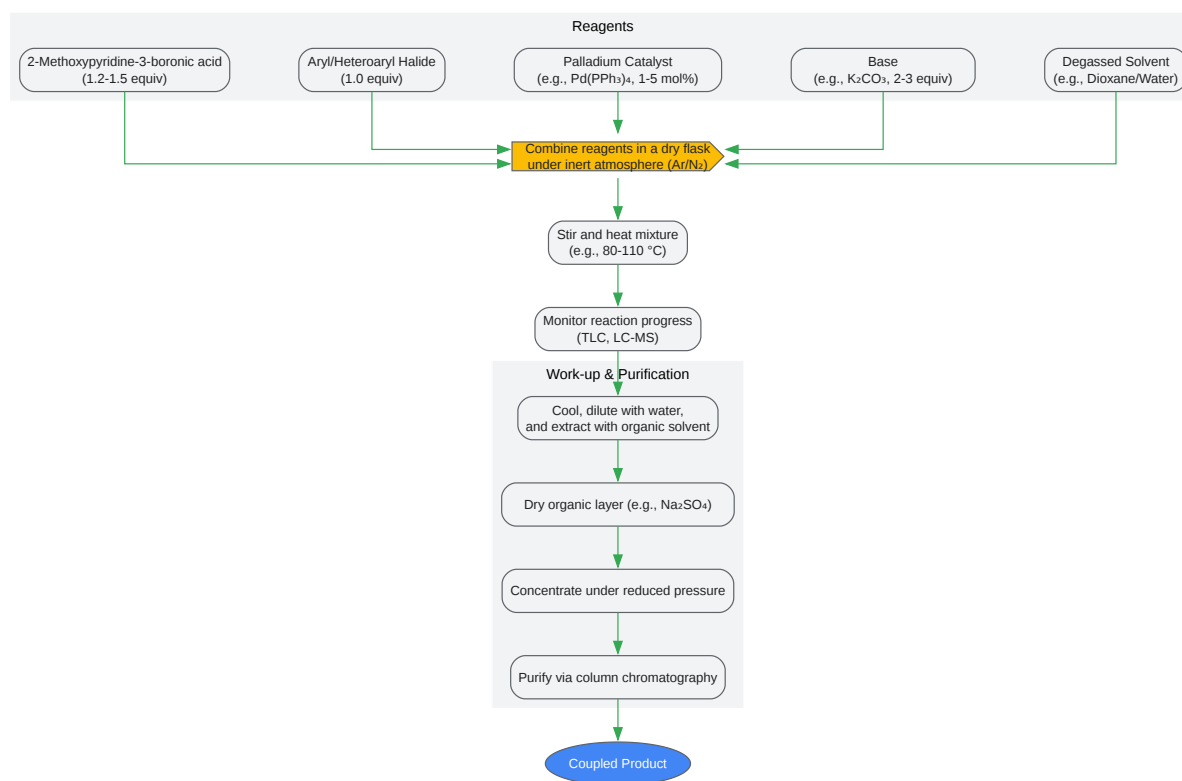 Reagents
2-Methoxypyridine-3-boronic acid
(1.2-1.5 equiv)
Aryl/Heteroaryl Halide
(1.0 equiv)
Palladium Catalyst
(e.g., Pd(PPh₃)₄, 1-5 mol%)
Base
(e.g., K₂CO₃, 2-3 equiv)
Degassed Solvent
(e.g., Dioxane/Water)
Combine reagents in a dry flask
under inert atmosphere (Ar/N₂)
Stir and heat mixture
(e.g., 80-110 °C)
Monitor reaction progress
(TLC, LC-MS)
Work-up & Purification
Cool, dilute with water,
and extract with organic solvent
Dry organic layer (e.g., Na₂SO₄)
Concentrate under reduced pressure
Purify via column chromatography
Coupled Product